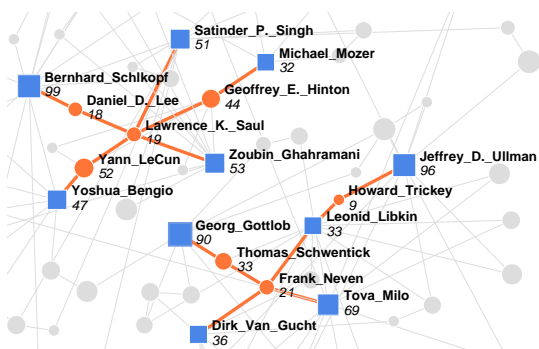 Satinder_P._Singh
51
Michael_Mozer
32
Bernhard_Schlkopf
99
Geoffrey_E._Hinton
44
Daniel_D._Lee
18
Lawrence_K._Saul
19
Yann_LeCun
52
Zoubin_Ghahramani
53
Jeffrey_D._Ullman
96
Yoshua_Bengio
47
Howard_Trickey
9
Georg_Gottlob
90
Leonid_Libkin
33
Thomas_Schwentick
33
Frank_Neven
21
Tova_Milo
69
Dirk_Van_Gucht
36